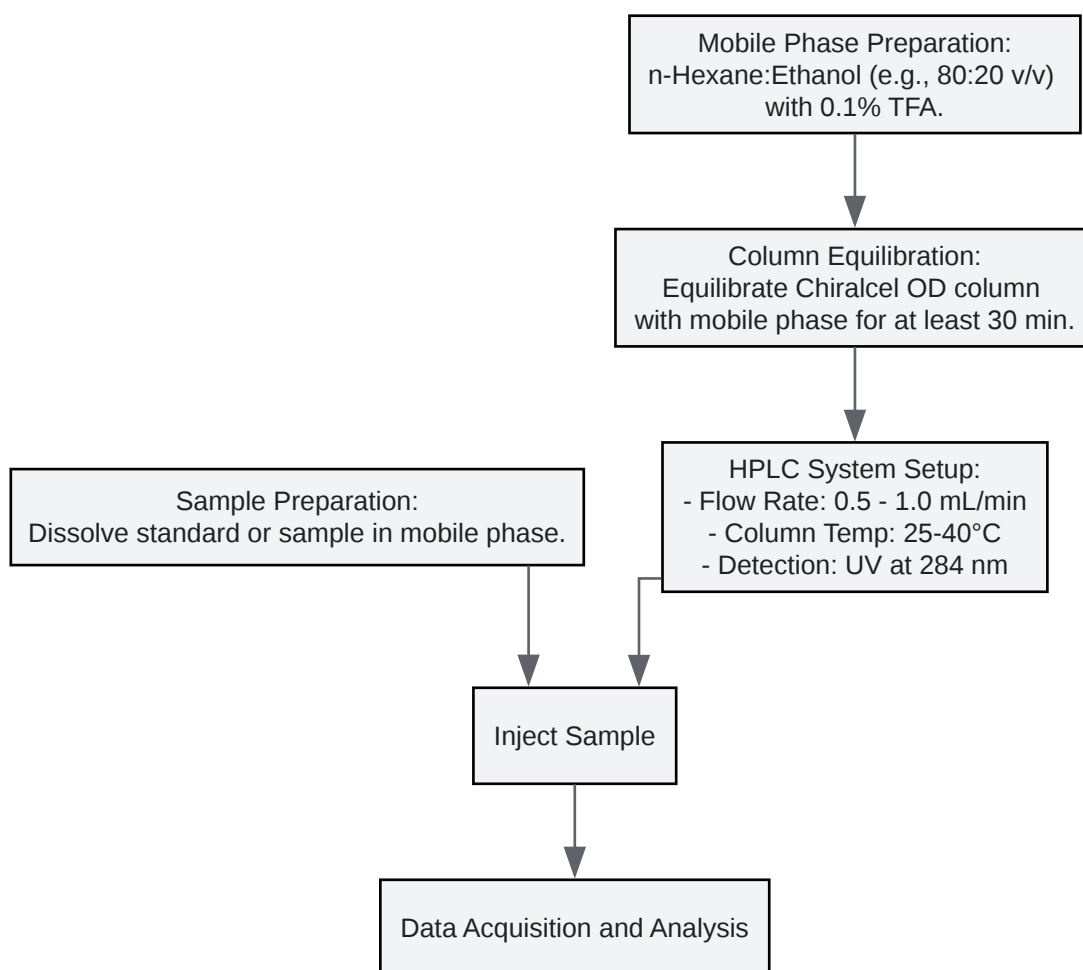 Mobile Phase Preparation:
n-Hexane:Ethanol (e.g., 80:20 v/v)
with 0.1% TFA.
Column Equilibration:
Equilibrate Chiralcel OD column
with mobile phase for at least 30 min.
HPLC System Setup:
- Flow Rate: 0.5 - 1.0 mL/min
- Column Temp: 25-40°C
- Detection: UV at 284 nm
Sample Preparation:
Dissolve standard or sample in mobile phase.
Inject Sample
Data Acquisition and Analysis